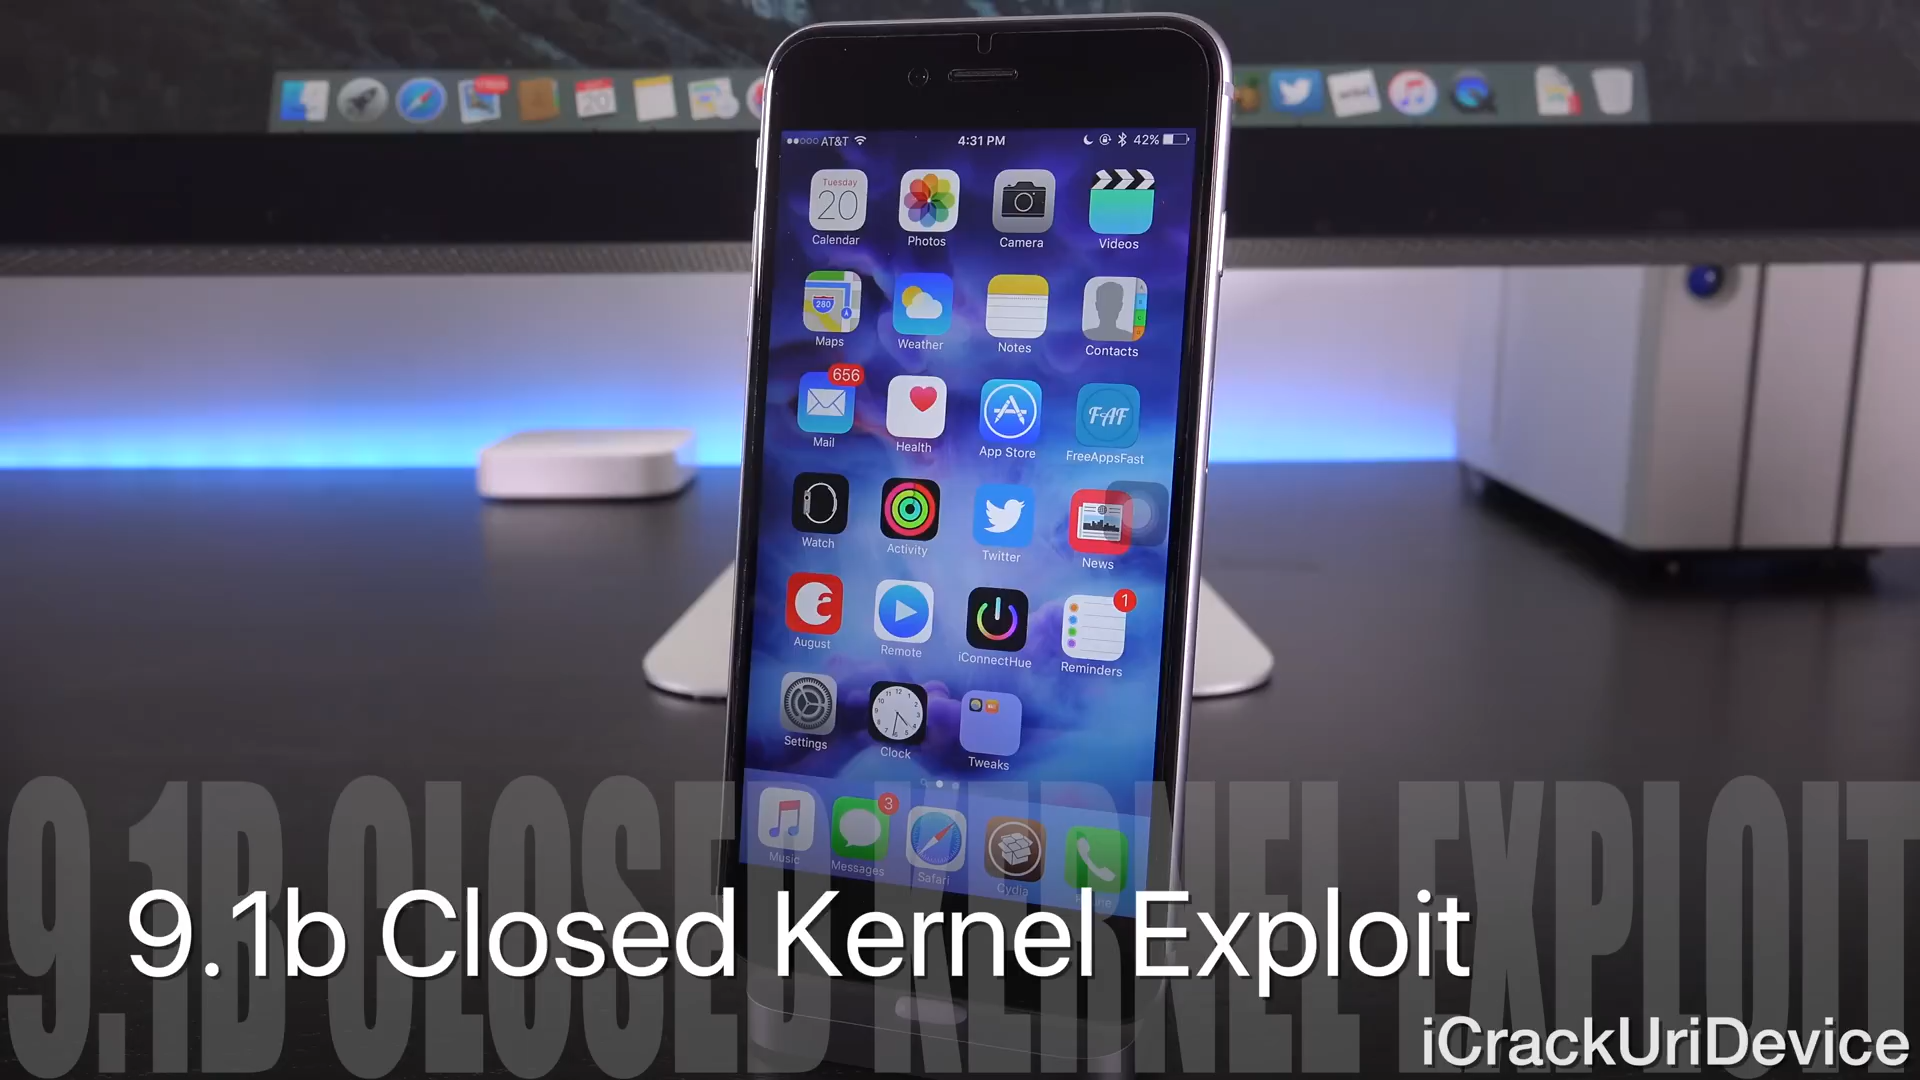 AT&T 4:31 PM 42%
Tuesday
20
Calendar Photos Camera Videos
280
Maps Weather Notes Contacts
656
FAF
Mail Health App Store FreeAppsFast
Watch Activity Twitter News
1
August Remote iConnectHue Reminders
Settings Clock Tweaks
3
Music Messages Safari Cydia Phone
9.1B CLOSED KERNEL EXPLOIT
9.1b Closed Kernel Exploit
iCrackUriDevice